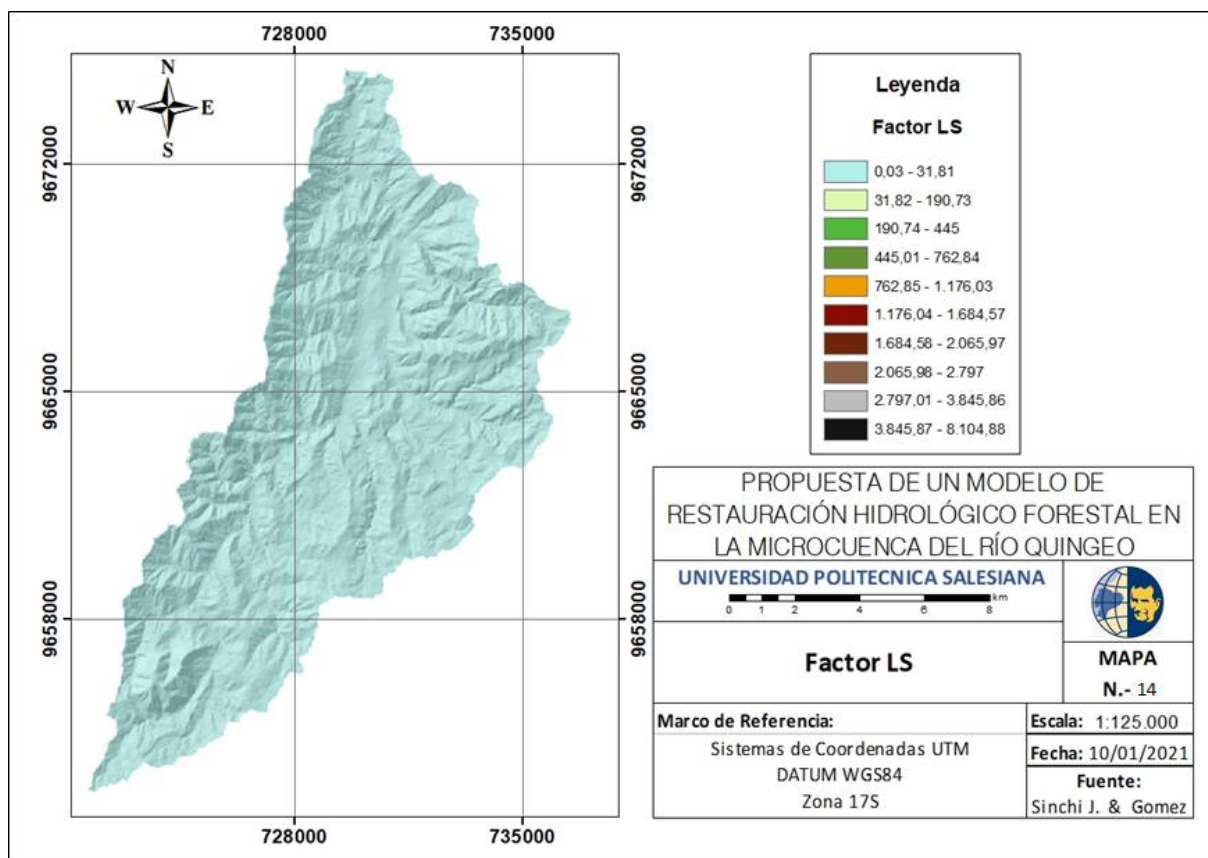 728000
735000
N
W
E
S
9672000
9672000
9665000
9665000
9658000
9658000
728000
735000
Leyenda
Factor LS
0,03 - 31,81
31,82 - 190,73
190,74 - 445
445,01 - 762,84
762,85 - 1.176,03
1.176,04 - 1.684,57
1.684,58 - 2.065,97
2.065,98 - 2.797
2.797,01 - 3.845,86
3.845,87 - 8.104,88
PROPUESTA DE UN MODELO DE
RESTAURACIÓN HIDROLÓGICO FORESTAL EN
LA MICROCUENCA DEL RÍO QUINGEO
UNIVERSIDAD POLITECNICA SALESIANA
km
0 1 2 4 6 8
Factor LS
MAPA
N.- 14
Marco de Referencia:
Sistemas de Coordenadas UTM
DATUM WGS84
Zona 17S
Escala: 1:125.000
Fecha: 10/01/2021
Fuente:
Sinchi J. & Gomez